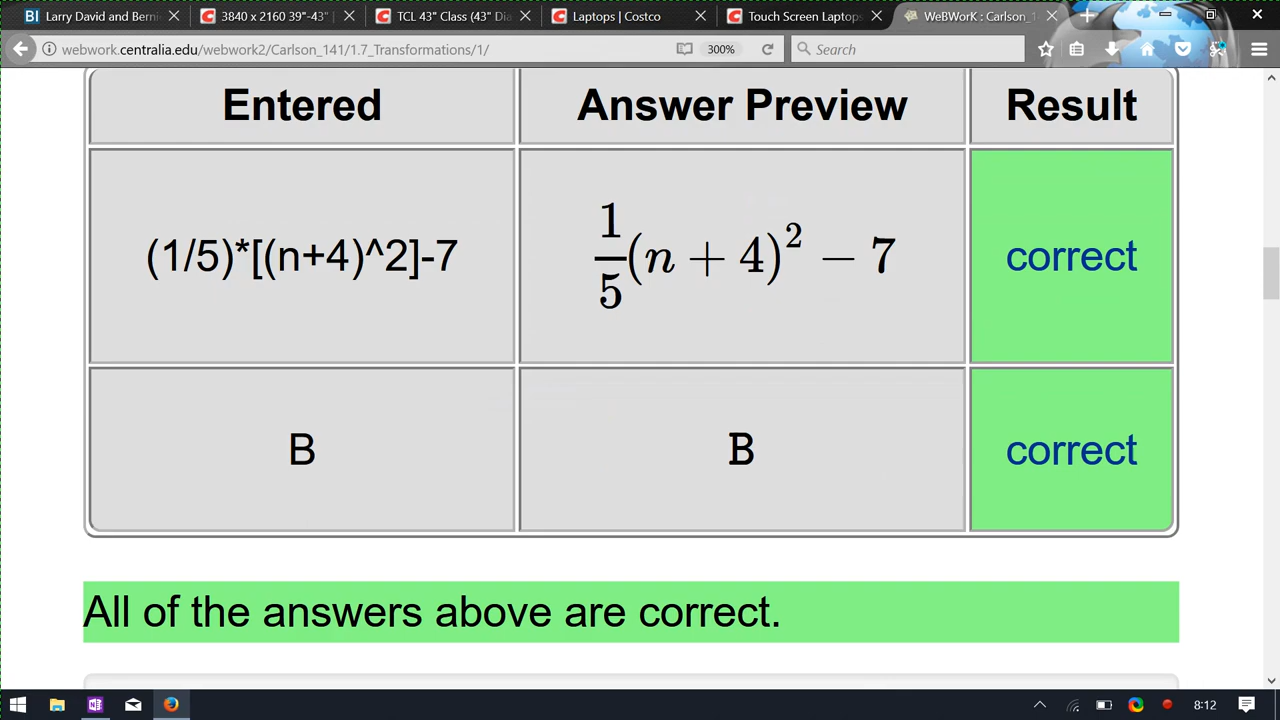 Larry David and Berni
3840 x 2160 39"-43" |
TCL 43" Class (43" Dia
Laptops | Costco
Touch Screen Laptops
WeBWorK : Carlson_1
webwork.centralia.edu/webwork2/Carlson_141/1.7_Transformations/1/
300%
Search
Entered
Answer Preview
Result
(1/5)*[(n+4)^2]-7
1/5(n + 4)² − 7
correct
B
B
correct
All of the answers above are correct.
8:12